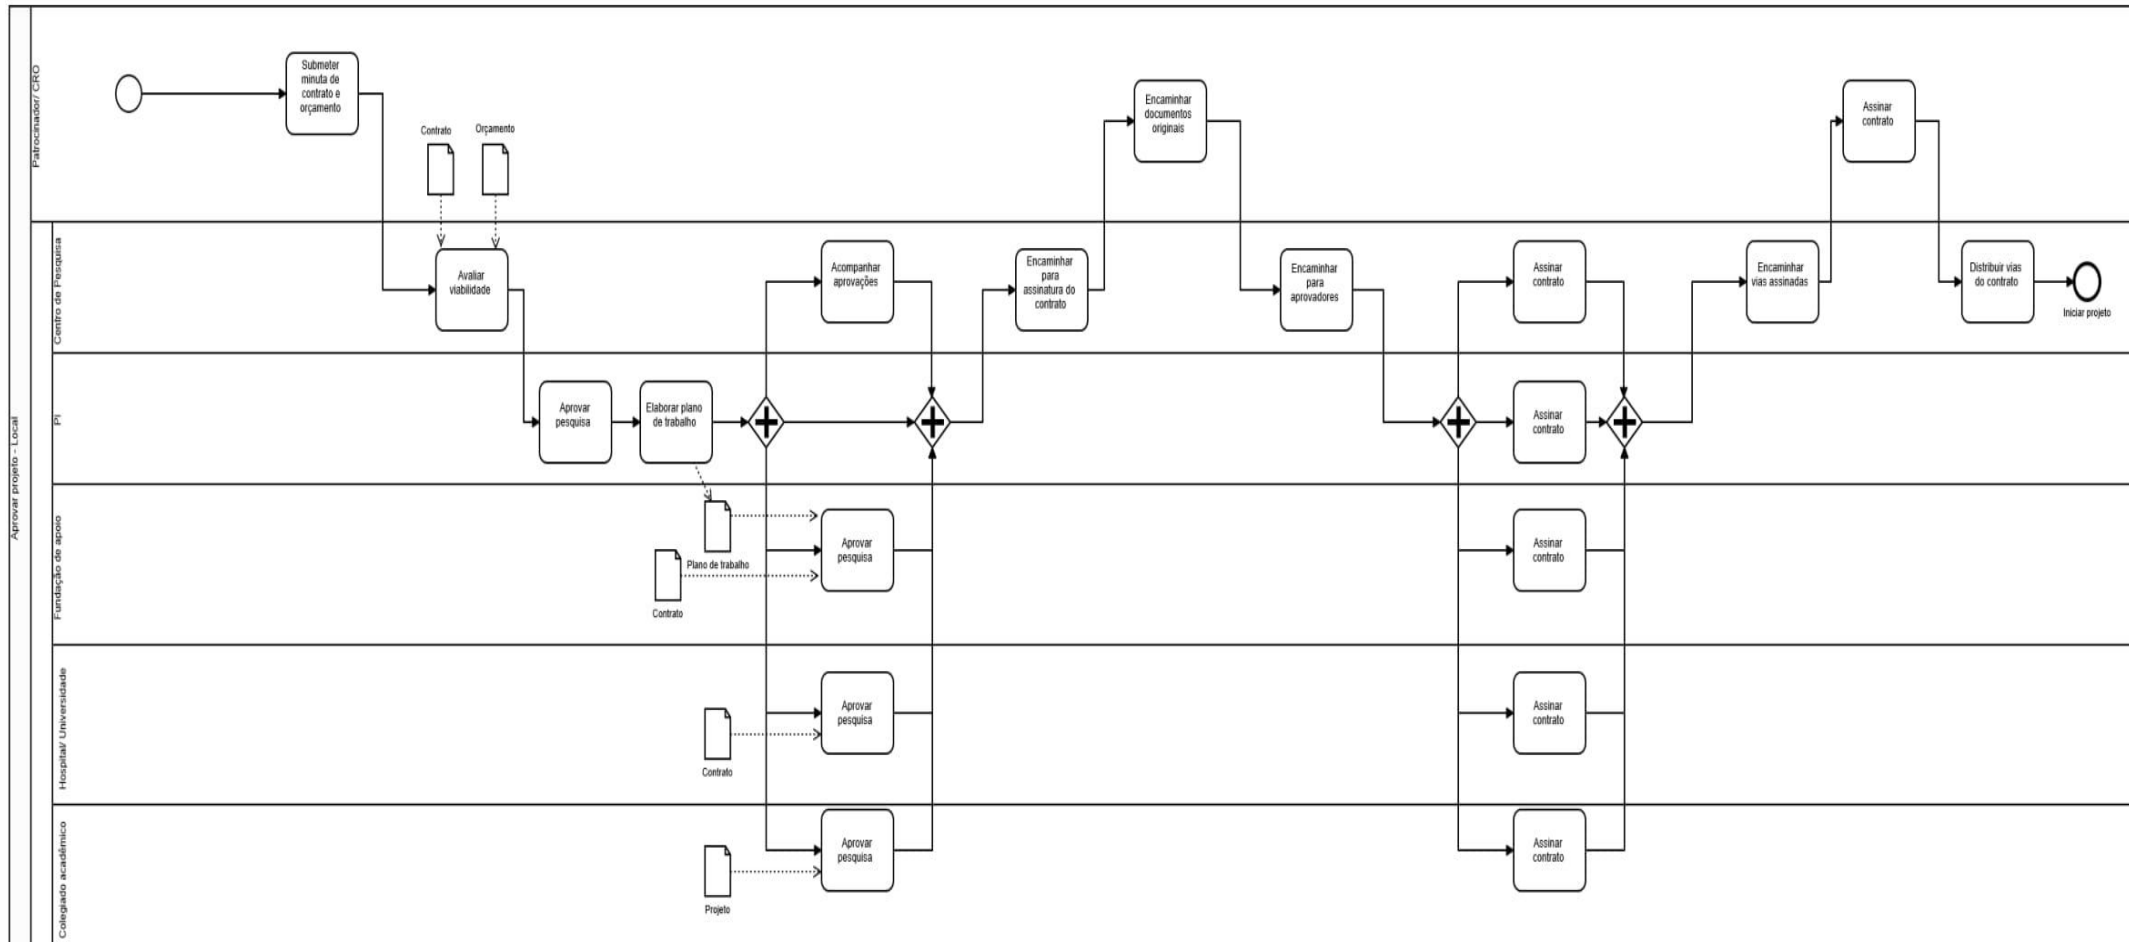 Aprovar projeto - Local
Patrocinador/ CRO
Submeter
minuta de
contrato e
orçamento
Contrato
Orçamento
Encaminhar
documentos
originais
Assinar
contrato
Centro de Pesquisa
Avaliar
viabilidade
Acompanhar
aprovações
Encaminhar
para
assinatura do
contrato
Encaminhar
para
aprovadores
Assinar
contrato
Encaminhar
vias assinadas
Distribuir vias
do contrato
Iniciar projeto
PI
Aprovar
pesquisa
Elaborar plano
de trabalho
Assinar
contrato
Fundação de apoio
Plano de trabalho
Contrato
Aprovar
pesquisa
Assinar
contrato
Hospital/ Universidade
Contrato
Aprovar
pesquisa
Assinar
contrato
Colegiado acadêmico
Projeto
Aprovar
pesquisa
Assinar
contrato